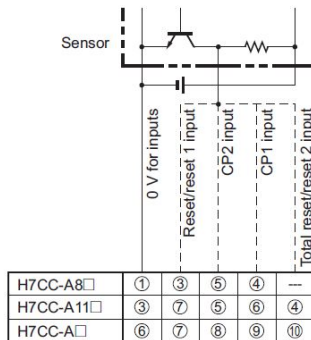 Sensor
0 V for inputs
Reset/reset 1 input
CP2 input
CP1 input
Total reset/reset 2 input
H7CC-A8□ ① ③ ⑤ ④ ---
H7CC-A11□ ③ ⑦ ⑤ ⑥ ④
H7CC-A□ ⑥ ⑦ ⑧ ⑨ ⑩